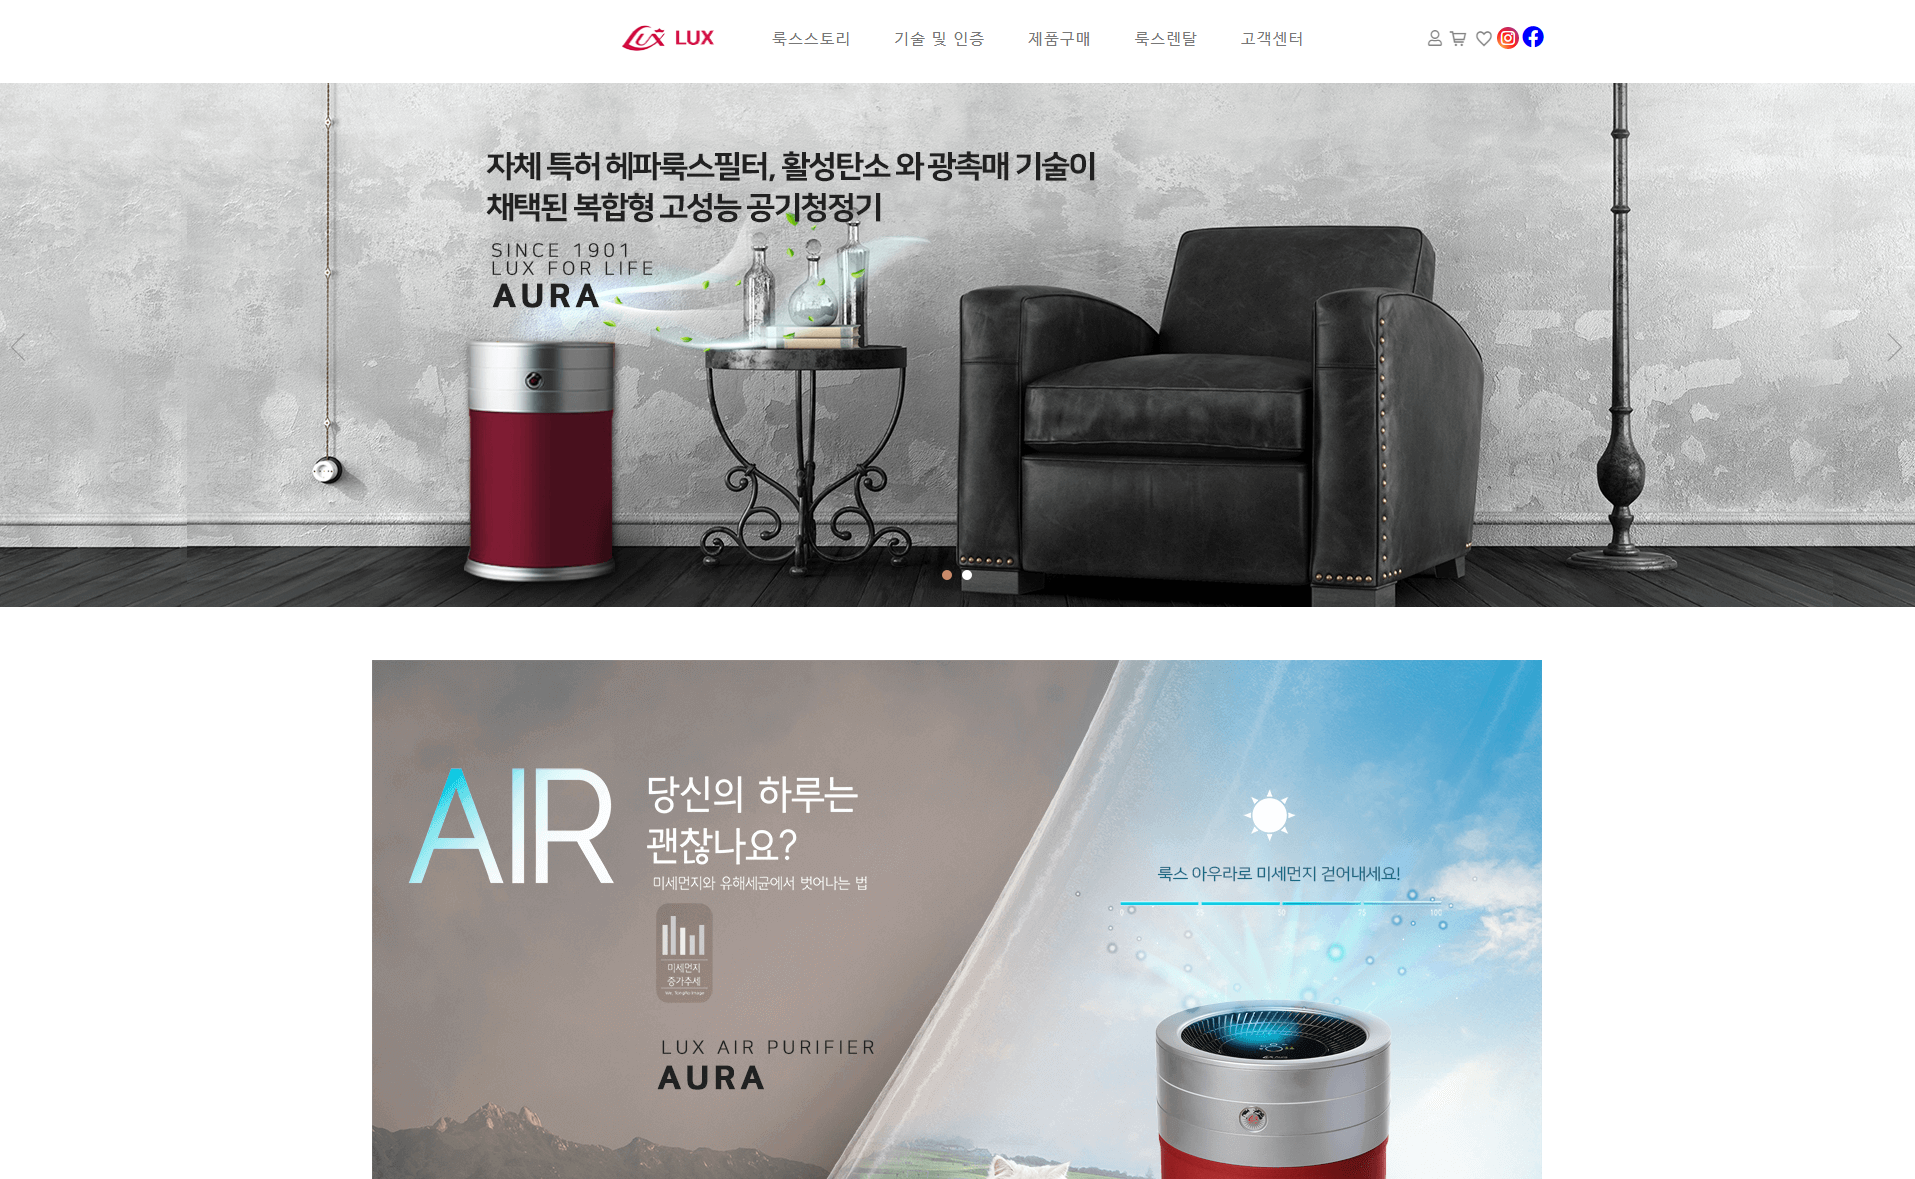 LUX LUX
룩스스토리 기술 및 인증 제품구매 룩스렌탈 고객센터
자체 특허 헤파룩스필터, 활성탄소 와 광촉매 기술이
채택된 복합형 고성능 공기청정기
SINCE 1901
LUX FOR LIFE
AURA
AIR
당신의 하루는
괜찮나요?
미세먼지와 유해세균에서 벗어나는 법
미세먼지
증가추세
LUX AIR PURIFIER
AURA
룩스 아우라로 미세먼지 걷어내세요!
0 25 50 75 100